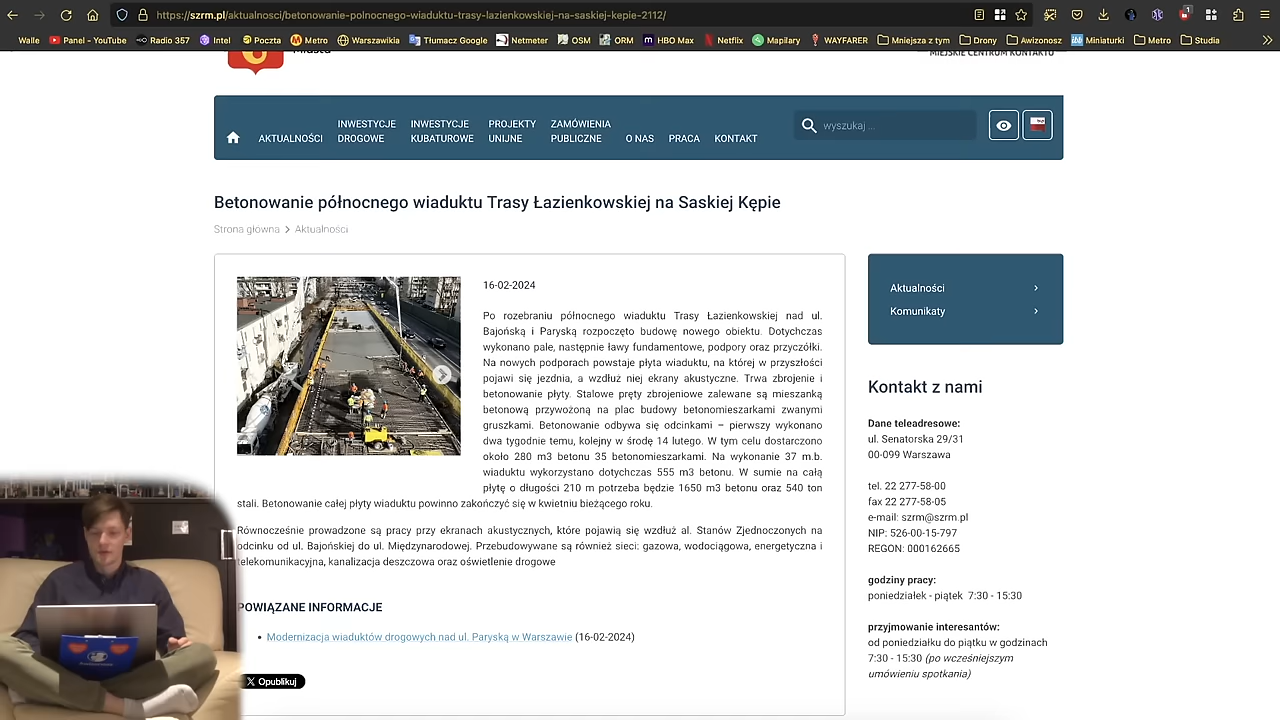 https://szrm.pl/aktualnosci/betonowanie-polnocnego-wiaduktu-trasy-lazienkowskiej-na-saskiej-kepie-2112/
Walle Panel - YouTube Radio 357 Intel Poczta Metro Warszawikia Tłumacz Google Netmeter OSM ORM HBO Max Netflix Mapilary WAYFARER Mniejsza z tym Drony Awizonosz Miniaturki Metro Studia
Miasta
MIEJSKIE CENTRUM KONTAKTU
AKTUALNOŚCI
INWESTYCJE
DROGOWE
INWESTYCJE
KUBATUROWE
PROJEKTY
UNIJNE
ZAMÓWIENIA
PUBLICZNE
O NAS
PRACA
KONTAKT
wyszukaj ...
Betonowanie północnego wiaduktu Trasy Łazienkowskiej na Saskiej Kępie
Strona główna > Aktualności
16-02-2024
Po rozebraniu północnego wiaduktu Trasy Łazienkowskiej nad ul.
Bajońską i Paryską rozpoczęto budowę nowego obiektu. Dotychczas
wykonano pale, następnie ławy fundamentowe, podpory oraz przyczółki.
Na nowych podporach powstaje płyta wiaduktu, na której w przyszłości
pojawi się jezdnia, a wzdłuż niej ekrany akustyczne. Trwa zbrojenie i
betonowanie płyty. Stalowe pręty zbrojeniowe zalewane są mieszanką
betonową przywożoną na plac budowy betonomieszarkami zwanymi
gruszkami. Betonowanie odbywa się odcinkami – pierwszy wykonano
dwa tygodnie temu, kolejny w środę 14 lutego. W tym celu dostarczono
około 280 m3 betonu 35 betonomieszarkami. Na wykonanie 37 m.b.
wiaduktu wykorzystano dotychczas 555 m3 betonu. W sumie na całą
płytę o długości 210 m potrzeba będzie 1650 m3 betonu oraz 540 ton
stali. Betonowanie całej płyty wiaduktu powinno zakończyć się w kwietniu bieżącego roku.
Równocześnie prowadzone są pracy przy ekranach akustycznych, które pojawią się wzdłuż al. Stanów Zjednoczonych na
odcinku od ul. Bajońskiej do ul. Międzynarodowej. Przebudowywane są również sieci: gazowa, wodociągowa, energetyczna i
telekomunikacyjna, kanalizacja deszczowa oraz oświetlenie drogowe
POWIĄZANE INFORMACJE
• Modernizacja wiaduktów drogowych nad ul. Paryską w Warszawie (16-02-2024)
X Opublikuj
Aktualności
Komunikaty
Kontakt z nami
Dane teleadresowe:
ul. Senatorska 29/31
00-099 Warszawa
tel. 22 277-58-00
fax 22 277-58-05
e-mail: szrm@szrm.pl
NIP: 526-00-15-797
REGON: 000162665
godziny pracy:
poniedziałek - piątek 7:30 - 15:30
przyjmowanie interesantów:
od poniedziałku do piątku w godzinach
7:30 - 15:30 (po wcześniejszym
umówieniu spotkania)